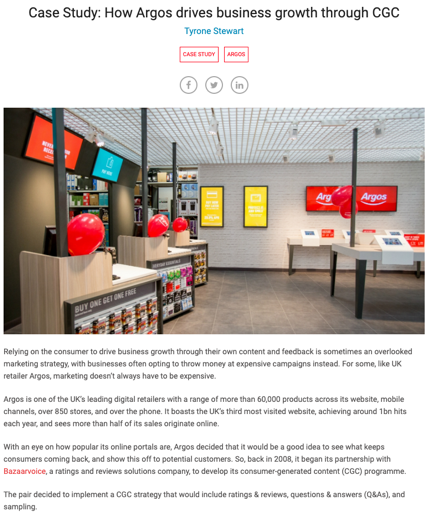 Case Study: How Argos drives business growth through CGC
Tyrone Stewart
CASE STUDY
ARGOS
Arg
Argos
BUY ONE GET ONE FREE
Relying on the consumer to drive business growth through their own content and feedback is sometimes an overlooked
marketing strategy, with businesses often opting to throw money at expensive campaigns instead. For some, like UK
retailer Argos, marketing doesn't always have to be expensive.
Argos is one of the UK's leading digital retailers with a range of more than 60,000 products across its website, mobile
channels, over 850 stores, and over the phone. It boasts the UK's third most visited website, achieving around 1bn hits
each year, and sees more than half of its sales originate online.
With an eye on how popular its online portals are, Argos decided that it would be a good idea to see what keeps
consumers coming back, and show this off to potential customers. So, back in 2008, it began its partnership with
Bazaarvoice, a ratings and reviews solutions company, to develop its consumer-generated content (CGC) programme.
The pair decided to implement a CGC strategy that would include ratings & reviews, questions & answers (Q&As), and
sampling.